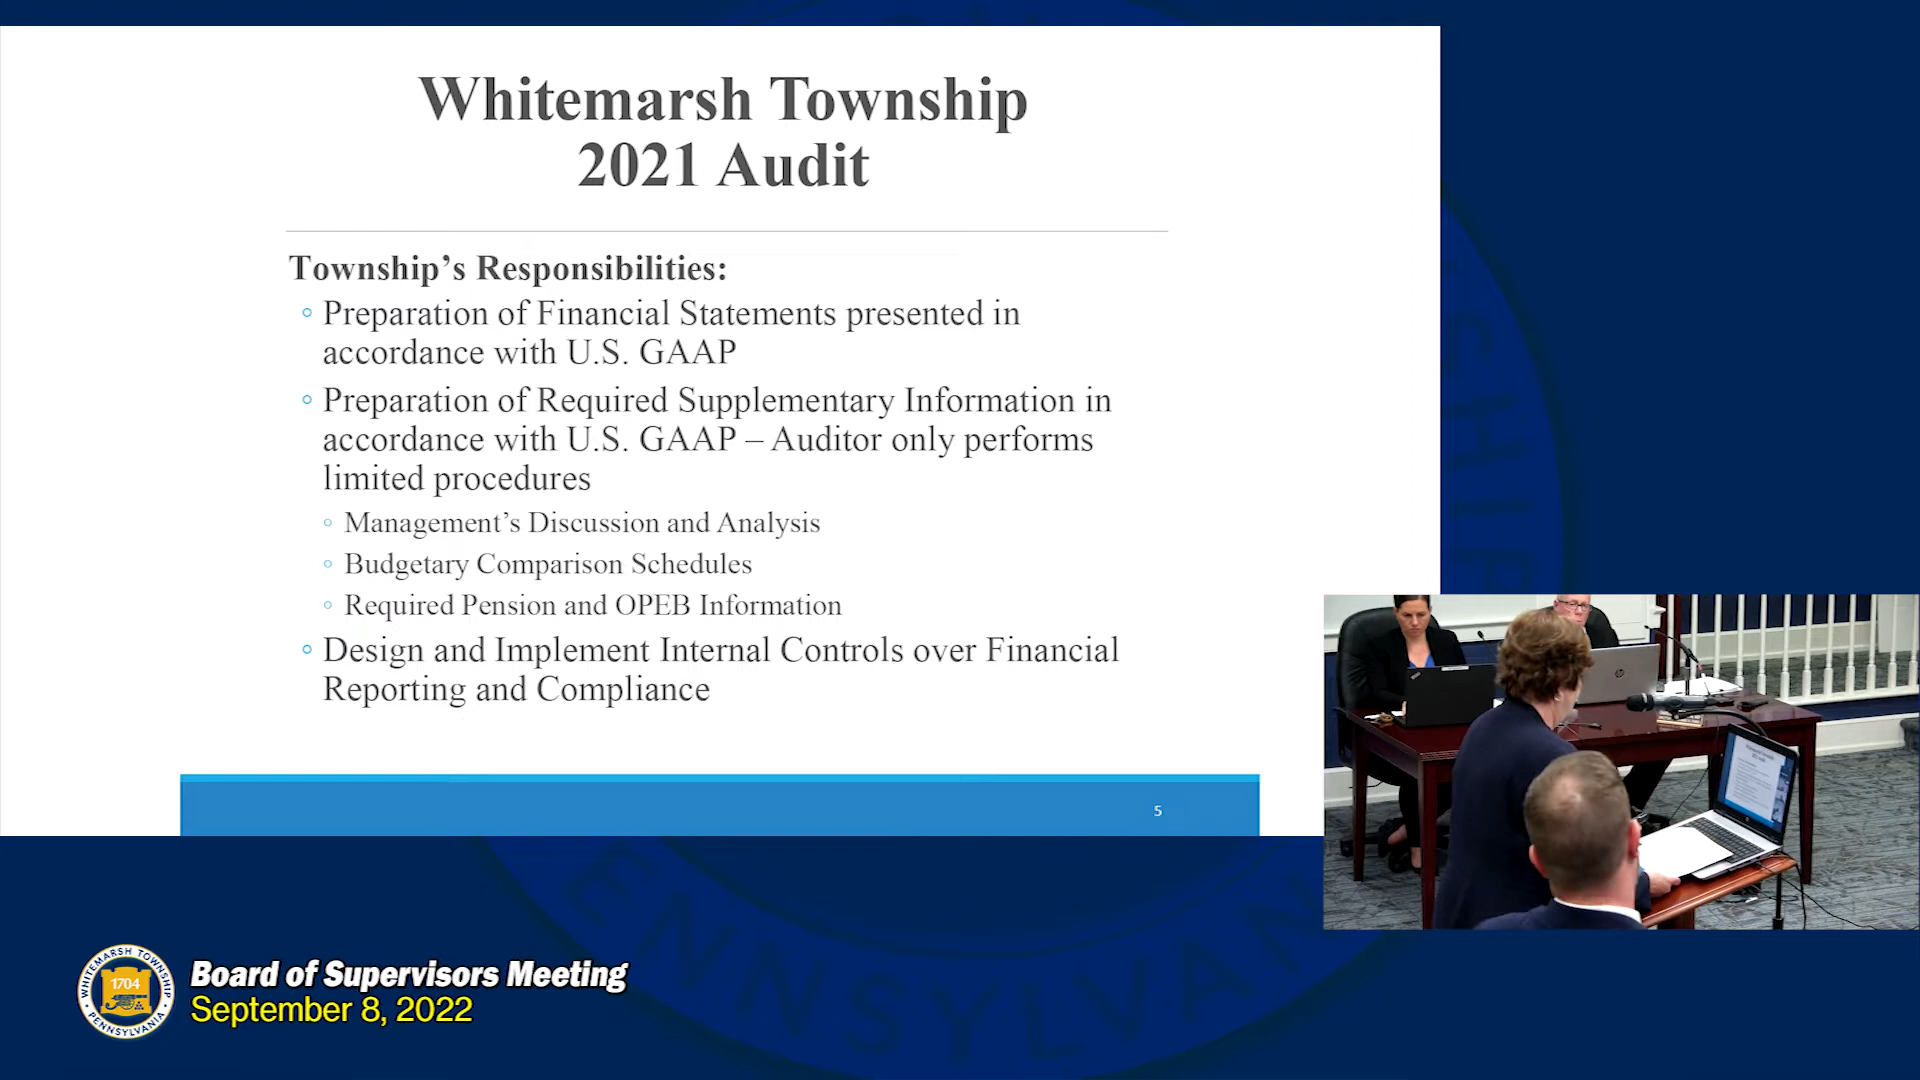 Whitemarsh Township
2021 Audit
Township’s Responsibilities:
◦ Preparation of Financial Statements presented in
accordance with U.S. GAAP
◦ Preparation of Required Supplementary Information in
accordance with U.S. GAAP – Auditor only performs
limited procedures
◦ Management’s Discussion and Analysis
◦ Budgetary Comparison Schedules
◦ Required Pension and OPEB Information
◦ Design and Implement Internal Controls over Financial
Reporting and Compliance
5
WHITEMARSH TOWNSHIP
1704
PENNSYLVANIA
Board of Supervisors Meeting
September 8, 2022